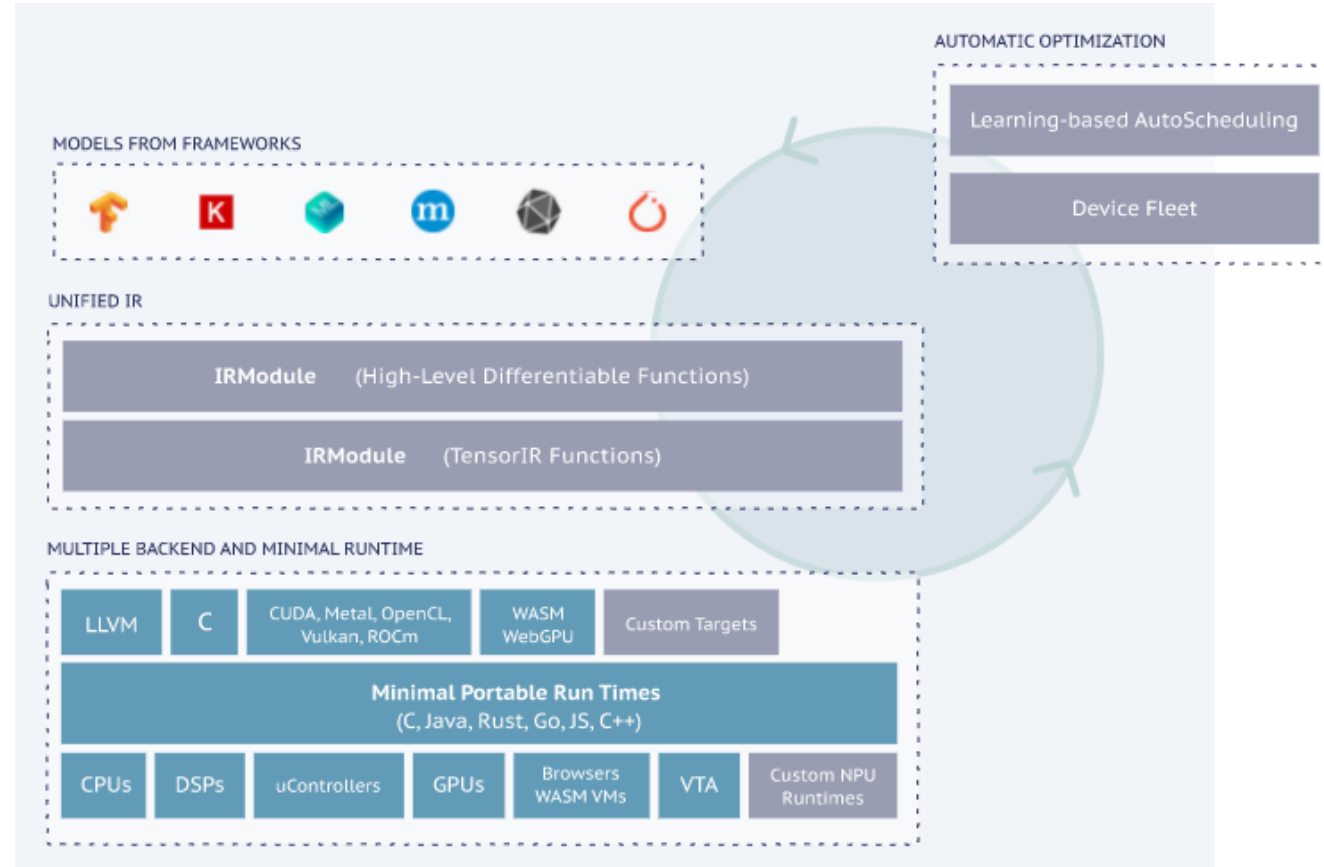 AUTOMATIC OPTIMIZATION
Learning-based AutoScheduling
Device Fleet
MODELS FROM FRAMEWORKS
K
m
UNIFIED IR
IRModule (High-Level Differentiable Functions)
IRModule (TensorIR Functions)
MULTIPLE BACKEND AND MINIMAL RUNTIME
LLVM
C
CUDA, Metal, OpenCL,
Vulkan, ROCm
WASM
WebGPU
Custom Targets
Minimal Portable Run Times
(C, Java, Rust, Go, JS, C++)
CPUs
DSPs
uControllers
GPUs
Browsers
WASM VMs
VTA
Custom NPU
Runtimes